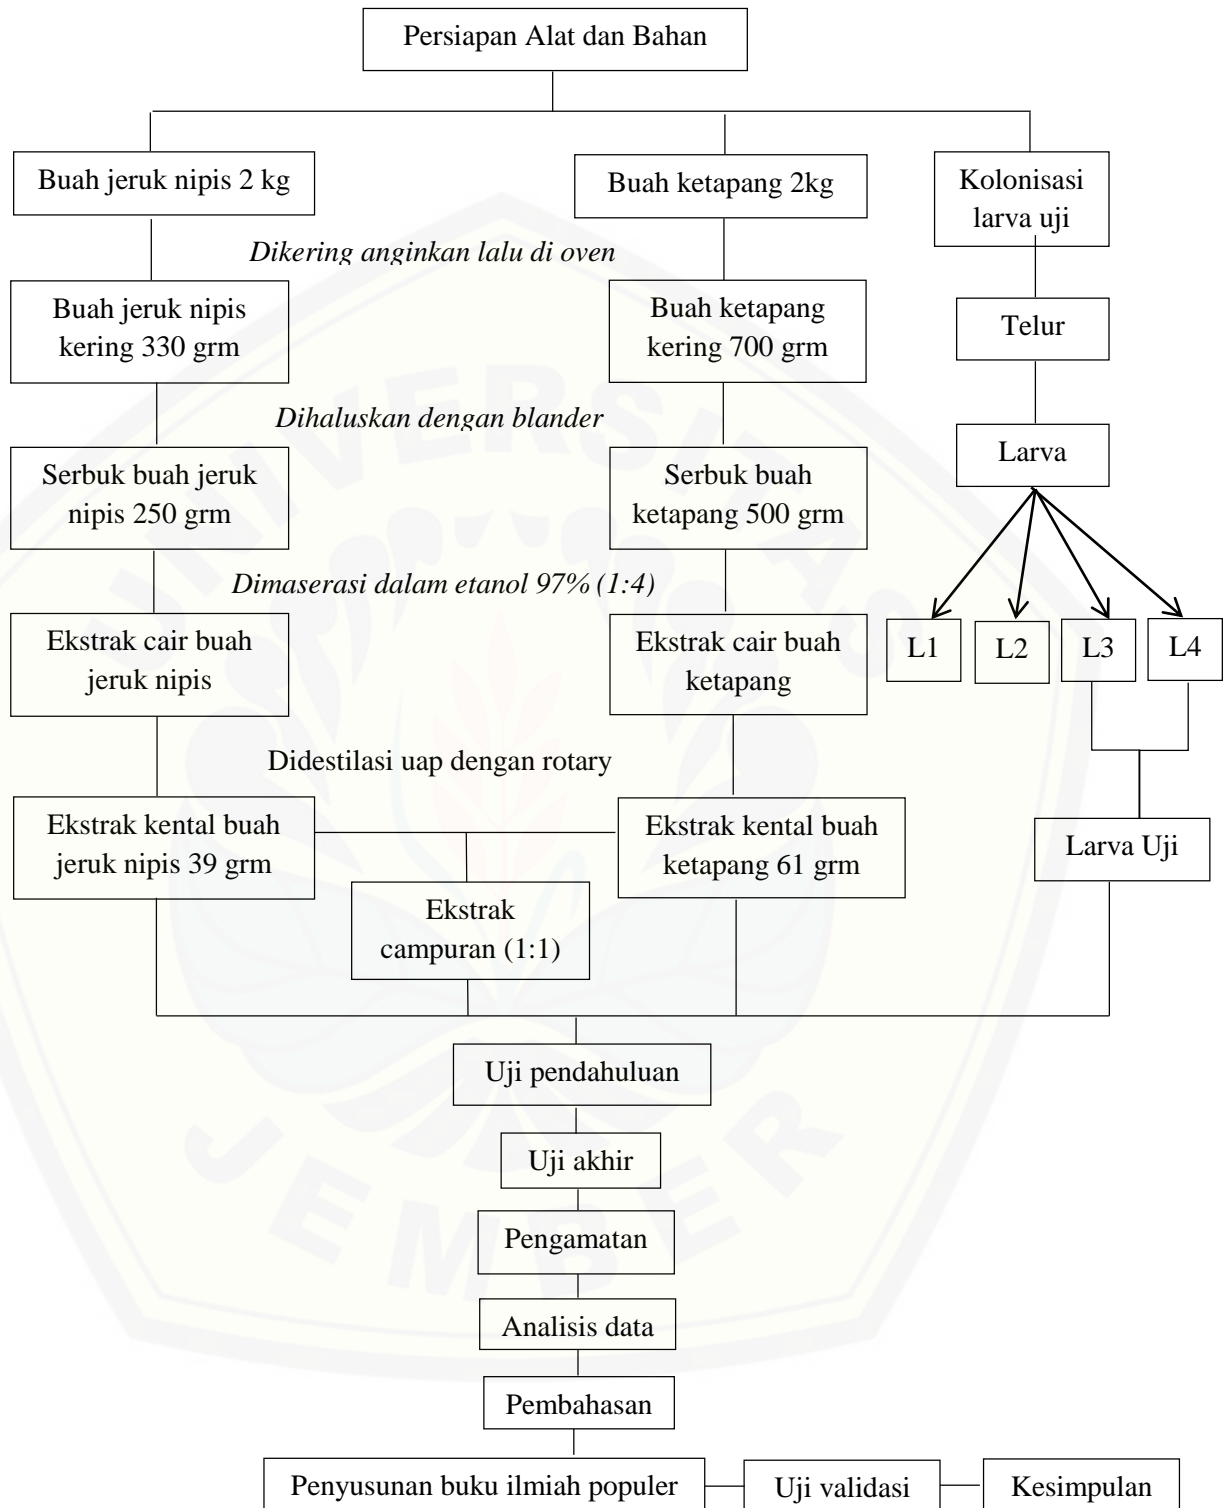 Persiapan Alat dan Bahan
Buah jeruk nipis 2 kg
Buah ketapang 2kg
Kolonisasi
larva uji
Dikering anginkan lalu di oven
Buah jeruk nipis
kering 330 grm
Buah ketapang
kering 700 grm
Telur
Dihaluskan dengan blander
Serbuk buah jeruk
nipis 250 grm
Serbuk buah
ketapang 500 grm
Larva
Dimaserasi dalam etanol 97% (1:4)
Ekstrak cair buah
jeruk nipis
Ekstrak cair buah
ketapang
L1
L2
L3
L4
Didestilasi uap dengan rotary
Ekstrak kental buah
jeruk nipis 39 grm
Ekstrak kental buah
ketapang 61 grm
Larva Uji
Ekstrak
campuran (1:1)
Uji pendahuluan
Uji akhir
Pengamatan
Analisis data
Pembahasan
Penyusunan buku ilmiah populer
Uji validasi
Kesimpulan
UNIVERSITAS
JEMBER